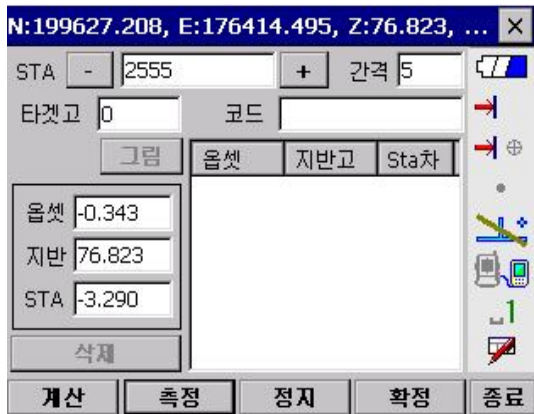 N:199627.208, E:176414.495, Z:76.823, ...
STA - 2555 + 간격 5
타겟고 0 코드
그림 옵셋 지반고 Sta차
옵셋 -0.343
지반 76.823
STA -3.290
1
삭제
계산 측정 정지 확정 종료